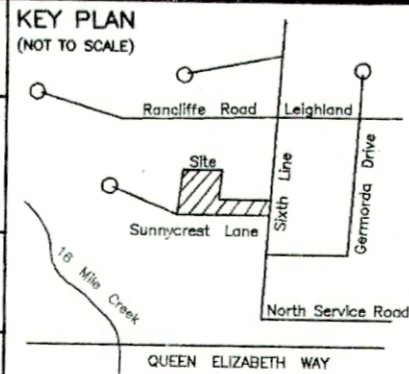 KEY PLAN
(NOT TO SCALE)
Rancliffe Road Leighland
Site
Sixth Line
Germorda Drive
Sunnycrest Lane
16 Mile Creek
North Service Road
QUEEN ELIZABETH WAY